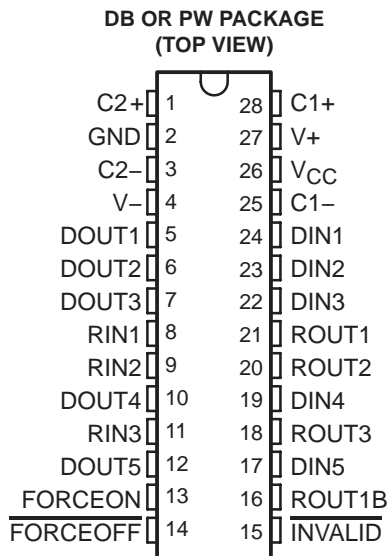 DB OR PW PACKAGE
(TOP VIEW)
C2+ 1 28 C1+
GND 2 27 V+
C2− 3 26 VCC
V− 4 25 C1−
DOUT1 5 24 DIN1
DOUT2 6 23 DIN2
DOUT3 7 22 DIN3
RIN1 8 21 ROUT1
RIN2 9 20 ROUT2
DOUT4 10 19 DIN4
RIN3 11 18 ROUT3
DOUT5 12 17 DIN5
FORCEON 13 16 ROUT1B
FORCEOFF 14 15 INVALID